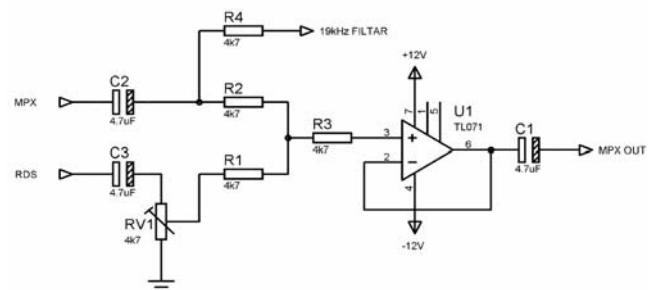 R4
4k7
19kHz FILTAR
+12V
C2
4.7uF
MPX
R2
4k7
7
1
5
U1
TL071
R3
4k7
3
2
6
4
C1
4.7uF
MPX OUT
C3
4.7uF
RDS
R1
4k7
RV1
4k7
-12V